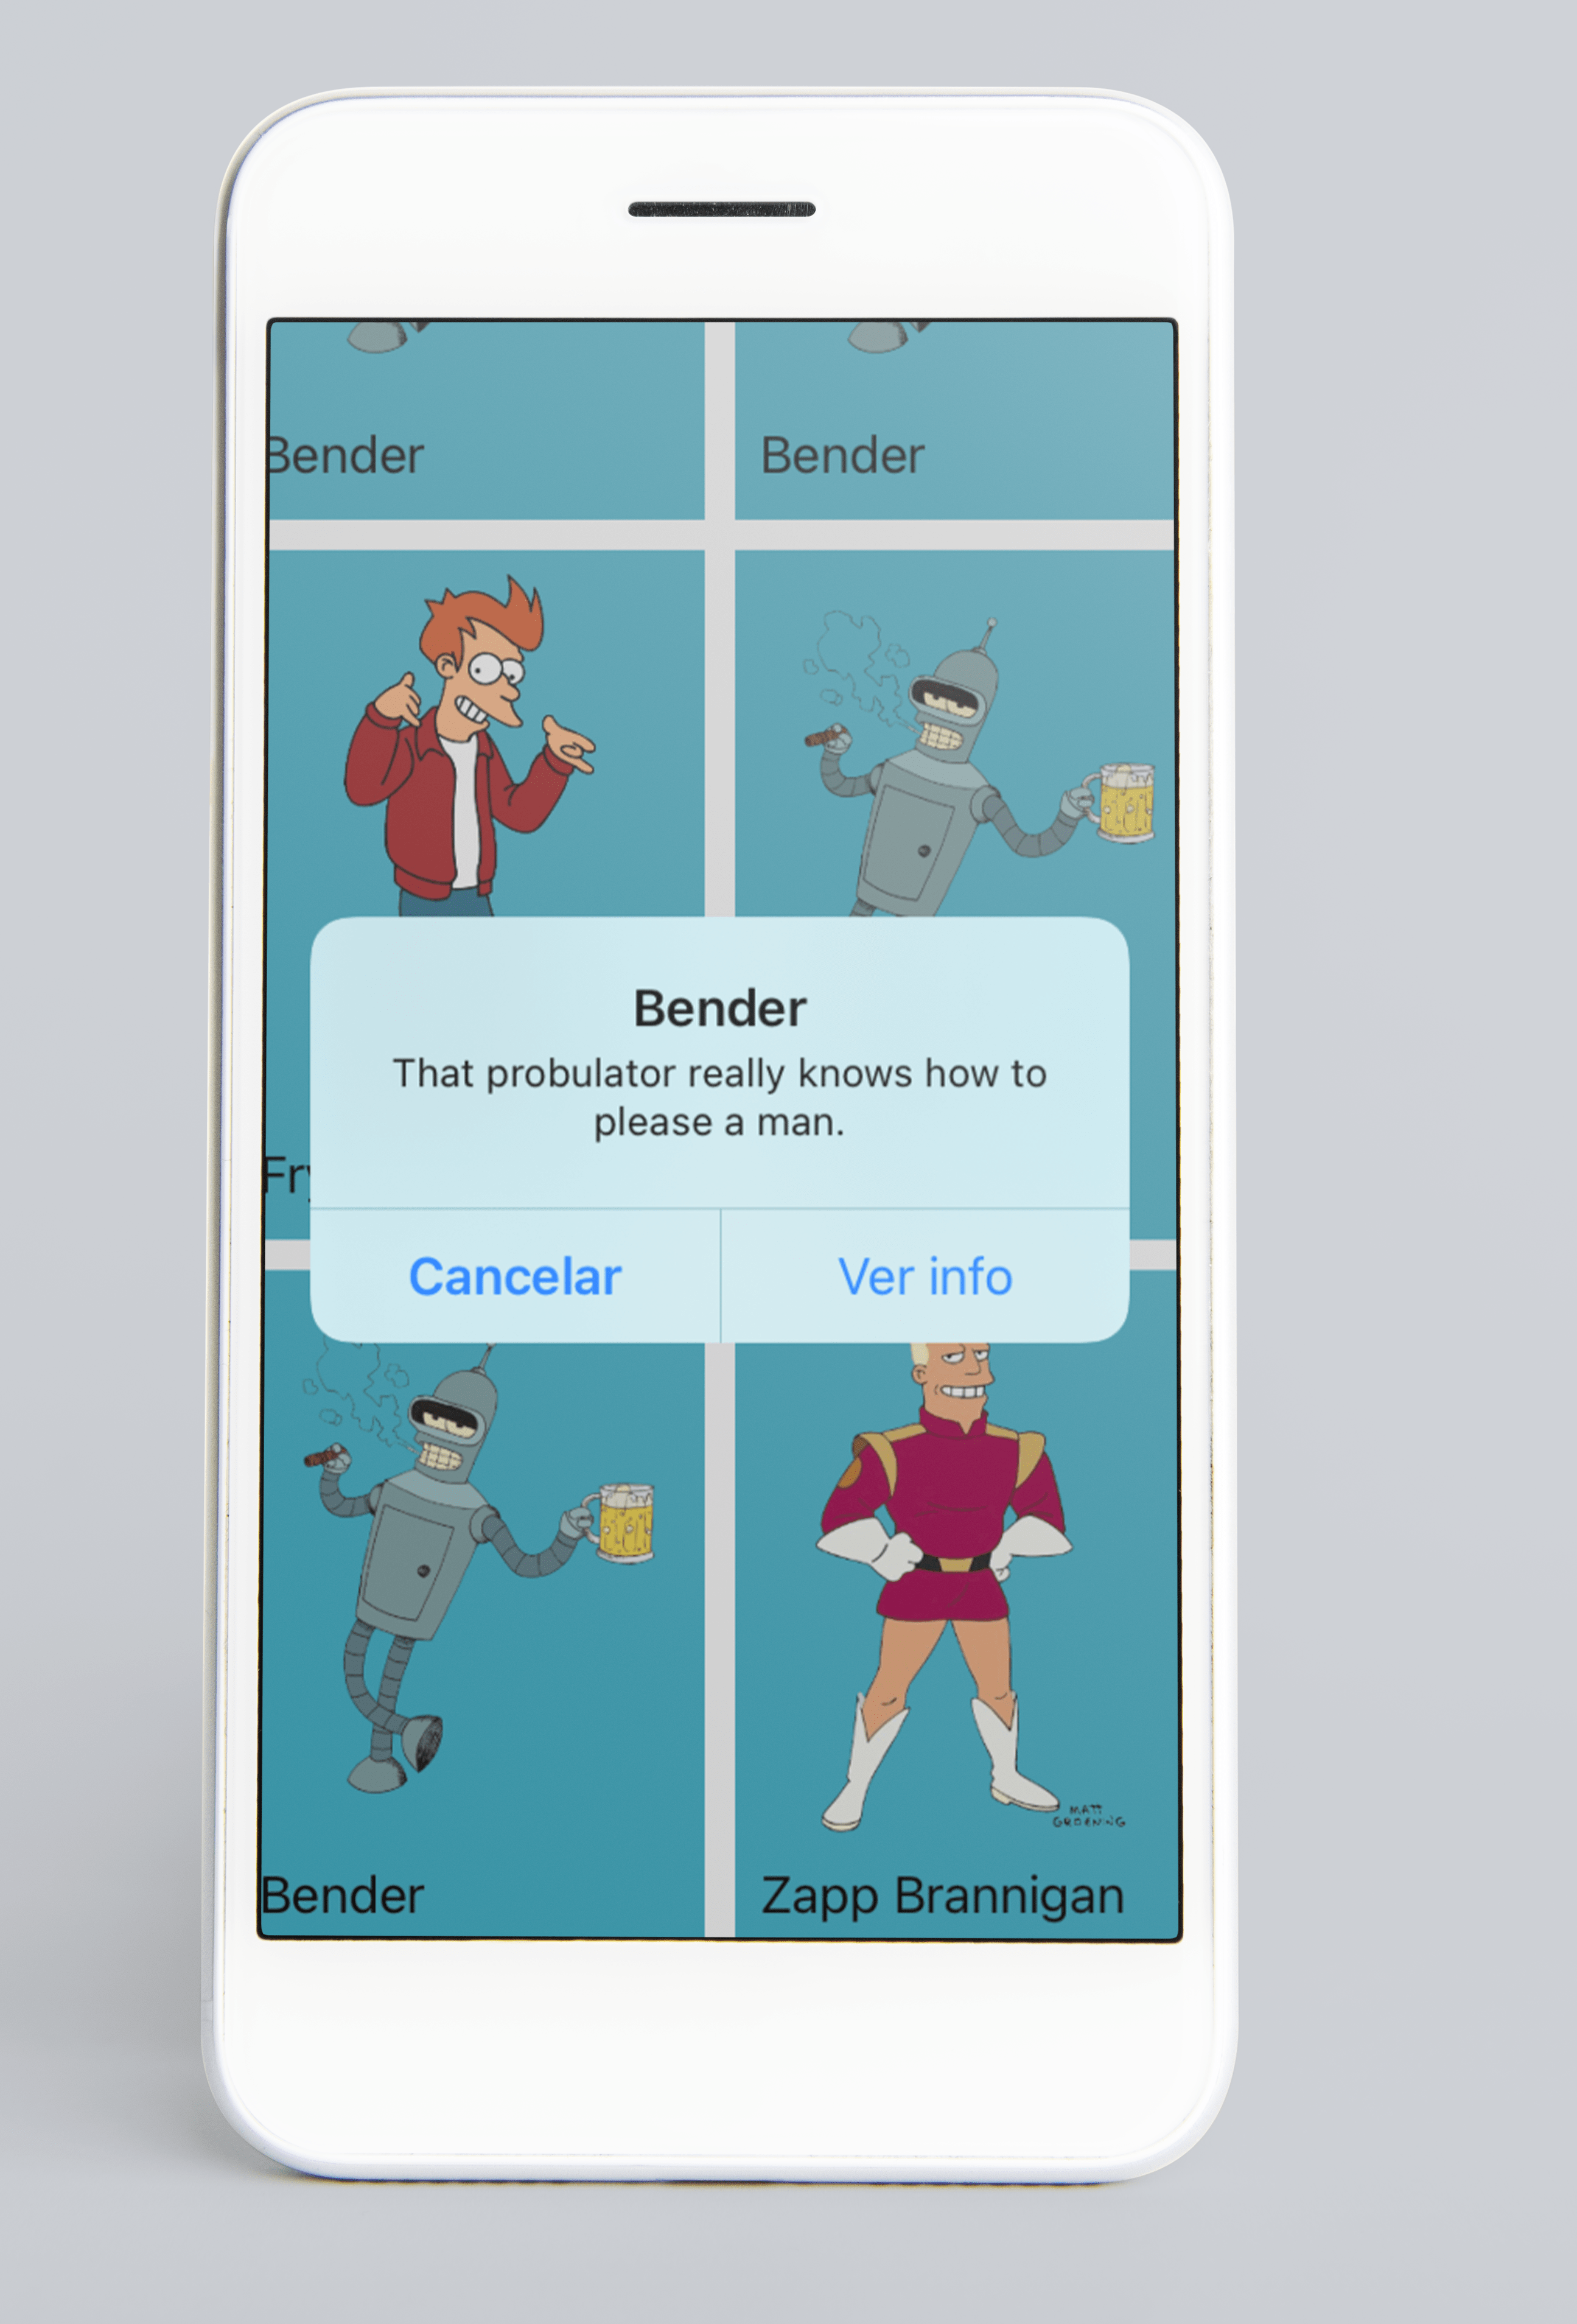 Bender
Bender
Bender
That probulator really knows how to
please a man.
Fry
Cancelar
Ver info
MATT
GROENING
Bender
Zapp Brannigan